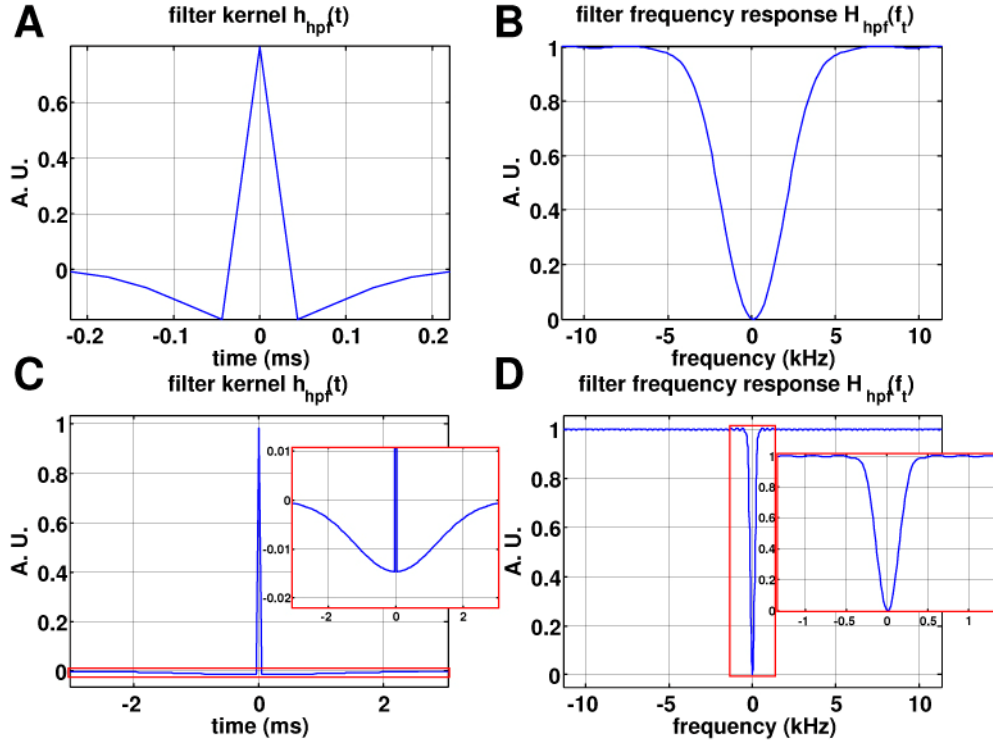 A
filter kernel h_hpf(t)
A. U.
0.6
0.4
0.2
0
-0.2 -0.1 0 0.1 0.2
time (ms)
B
filter frequency response H_hpf(f_t)
A. U.
1
0.8
0.6
0.4
0.2
0
-10 -5 0 5 10
frequency (kHz)
C
filter kernel h_hpf(t)
A. U.
1
0.8
0.6
0.4
0.2
0
-2 0 2
time (ms)
0.01
0
-0.01
-0.02
-2 0 2
D
filter frequency response H_hpf(f_t)
A. U.
1
0.8
0.6
0.4
0.2
0
-10 -5 0 5 10
frequency (kHz)
1
0.8
0.6
0.4
0.2
0
-1 -0.5 0 0.5 1